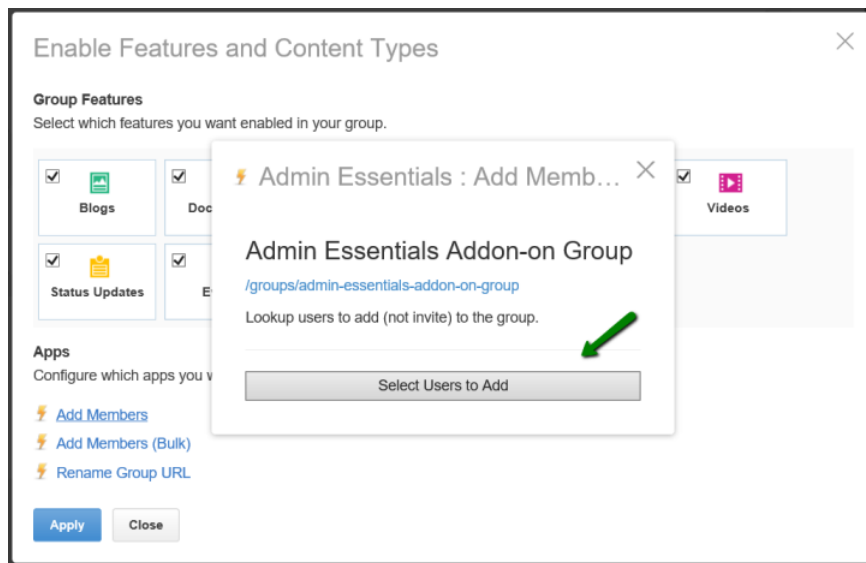 Enable Features and Content Types
Group Features
Select which features you want enabled in your group.
Blogs
Doc
Videos
Status Updates
E
Admin Essentials : Add Memb...
Admin Essentials Addon-on Group
/groups/admin-essentials-addon-on-group
Lookup users to add (not invite) to the group.
Select Users to Add
Apps
Configure which apps you
Add Members
Add Members (Bulk)
Rename Group URL
Apply
Close